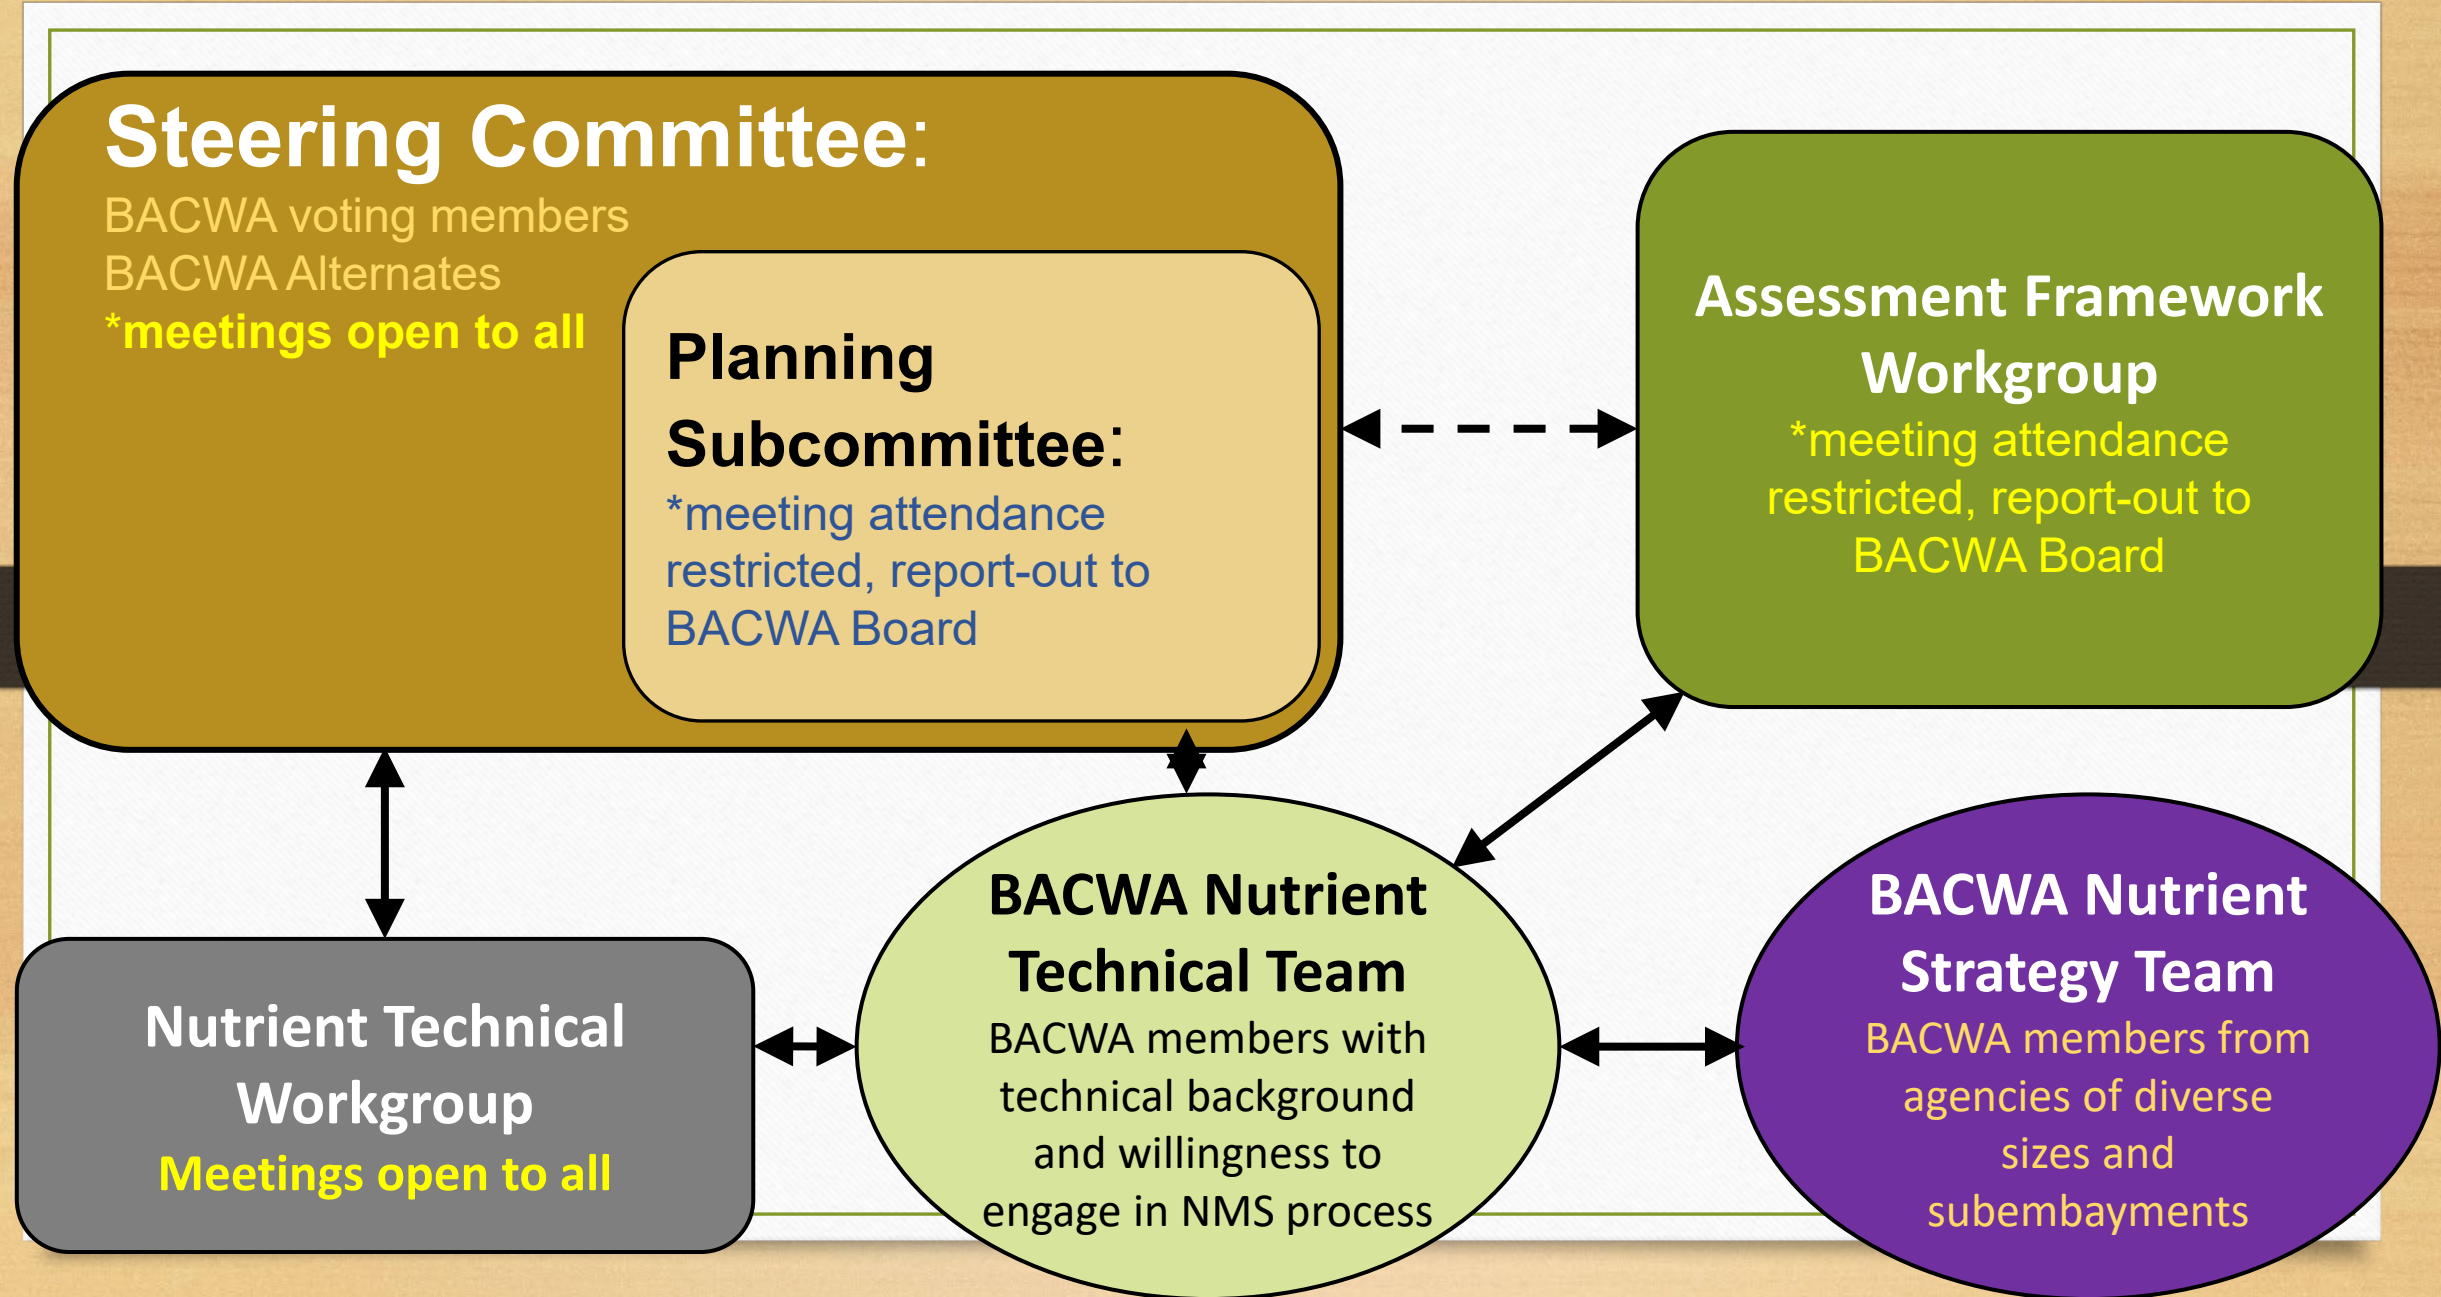 Steering Committee:
BACWA voting members
BACWA Alternates
*meetings open to all
Planning
Subcommittee:
*meeting attendance
restricted, report-out to
BACWA Board
Assessment Framework
Workgroup
*meeting attendance
restricted, report-out to
BACWA Board
Nutrient Technical
Workgroup
Meetings open to all
BACWA Nutrient
Technical Team
BACWA members with
technical background
and willingness to
engage in NMS process
BACWA Nutrient
Strategy Team
BACWA members from
agencies of diverse
sizes and
subembayments